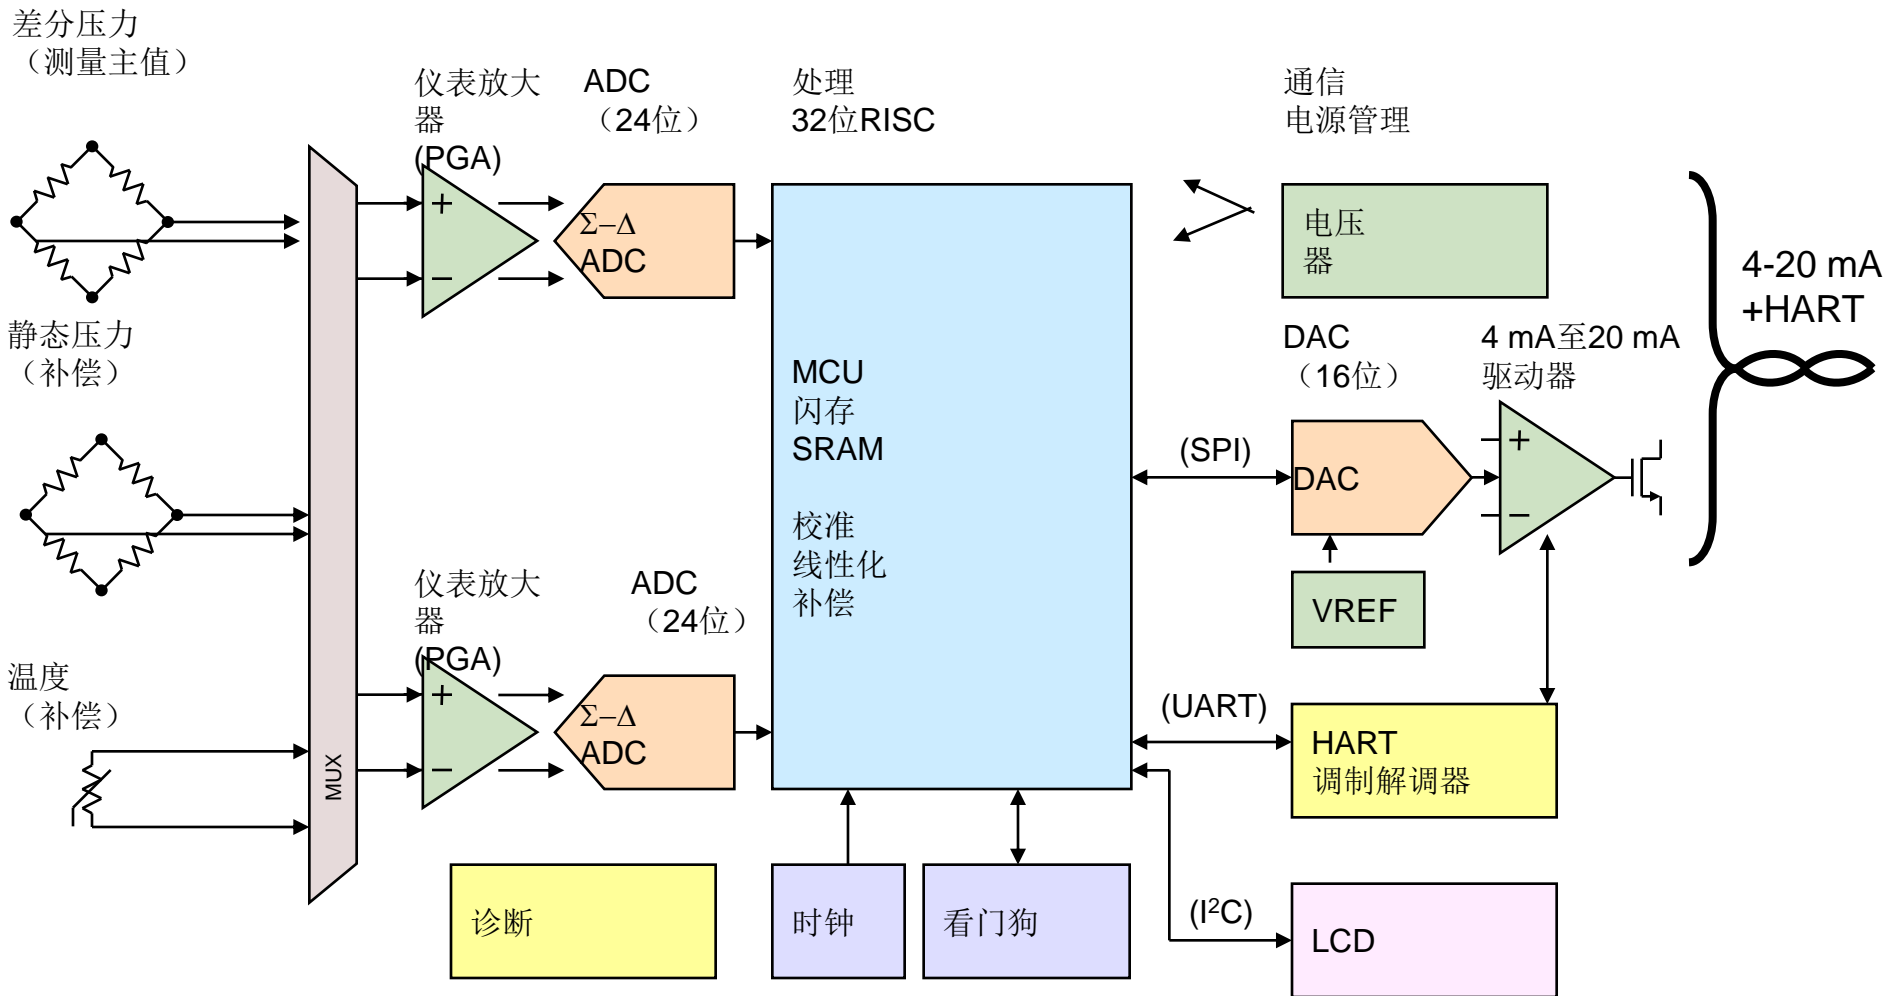 差分压力
（测量主值）
仪表放大
器
(PGA)
ADC
（24位）
处理
32位RISC
通信
电源管理
+
−
Σ−Δ
ADC
电压
器
4-20 mA
+HART
静态压力
（补偿）
MCU
闪存
SRAM
校准
线性化
补偿
DAC
（16位）
4 mA至20 mA
驱动器
(SPI)
DAC
+
−
VREF
仪表放大
器
(PGA)
ADC
（24位）
温度
（补偿）
MUX
+
−
Σ−Δ
ADC
(UART)
HART
调制解调器
诊断
时钟
看门狗
(I²C)
LCD